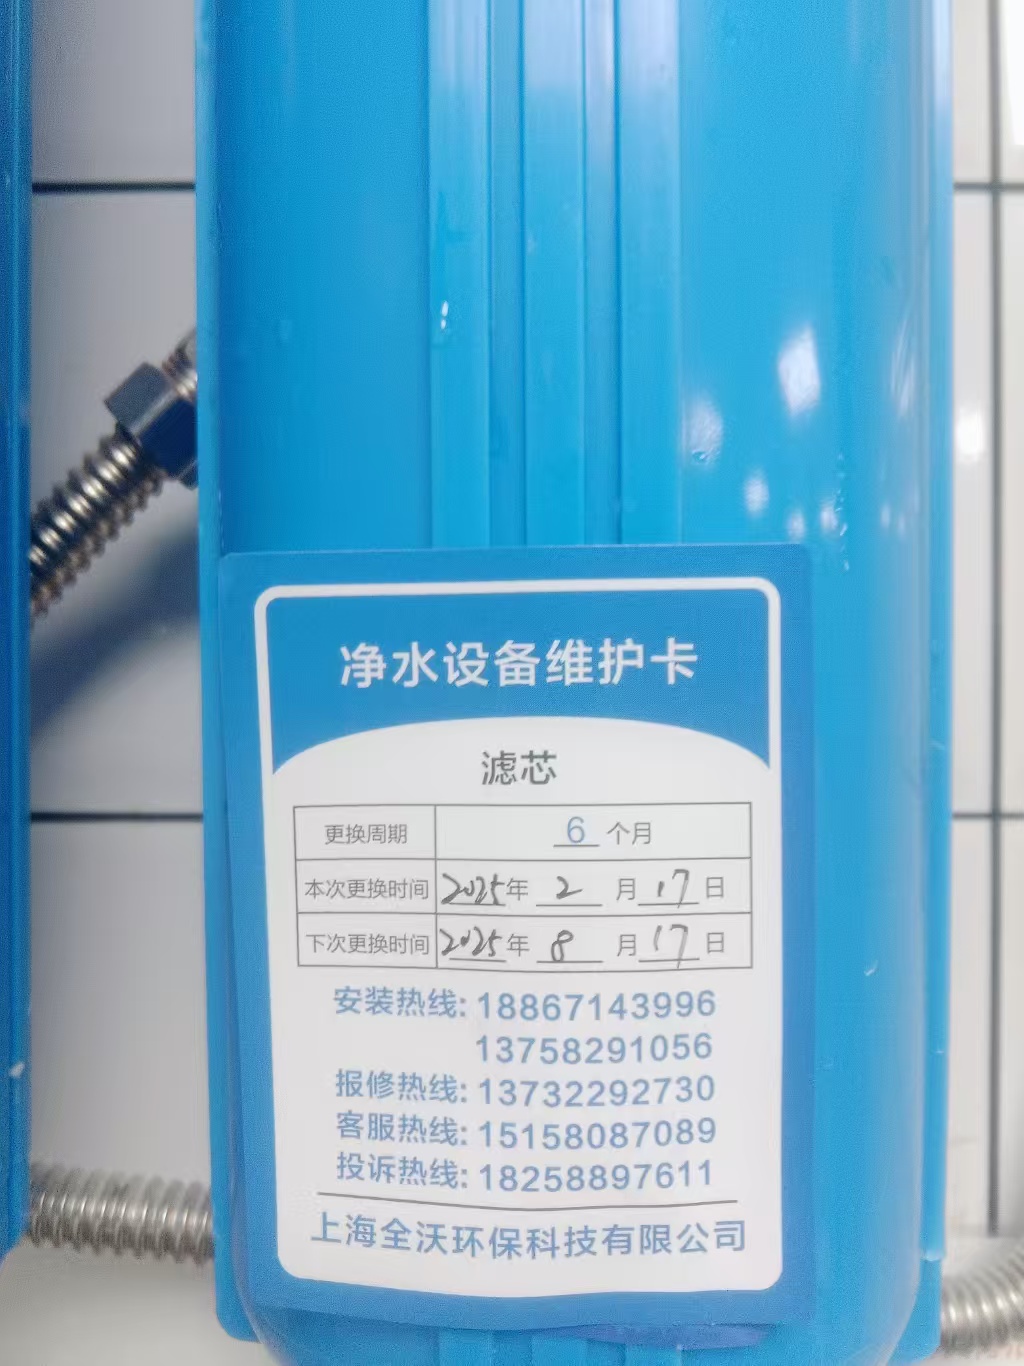 净水设备维护卡
滤芯
更换周期 6 个月
本次更换时间 2025年 2 月 17 日
下次更换时间 2025年 8 月 17 日
安装热线: 18867143996
13758291056
报修热线: 13732292730
客服热线: 15158087089
投诉热线: 18258897611
上海全沃环保科技有限公司